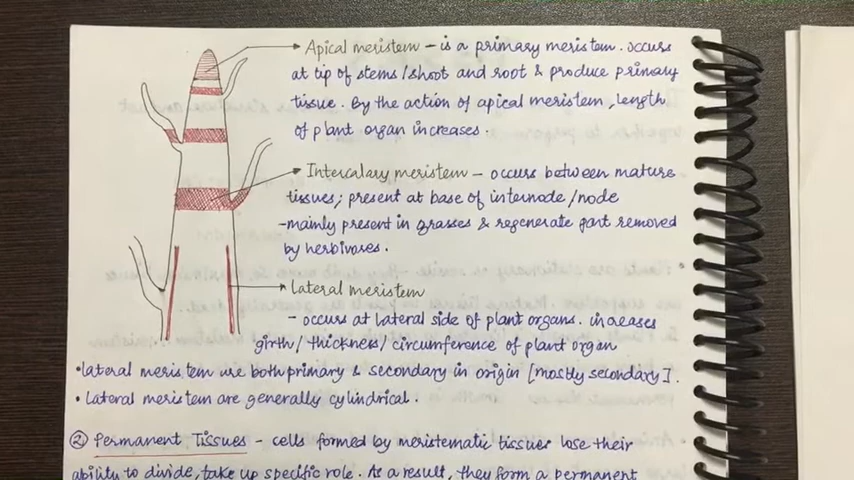 Apical meristem – is a primary meristem. occurs
at tip of stems/shoot and root & produce primary
tissue. By the action of apical meristem, length
of plant organ increases.
Intercalary meristem – occurs between mature
tissues; present at base of internode/node
-mainly present in grasses & regenerate part removed
by herbivores.
Lateral meristem
- occurs at lateral side of plant organs. increases
girth/thickness/circumference of plant organ
•lateral meristem are both primary & secondary in origin [mostly secondary].
• Lateral meristem are generally cylindrical.
② Permanent Tissues – cells formed by meristematic tissues lose their
ability to divide, take up specific role. As a result, they form a permanent